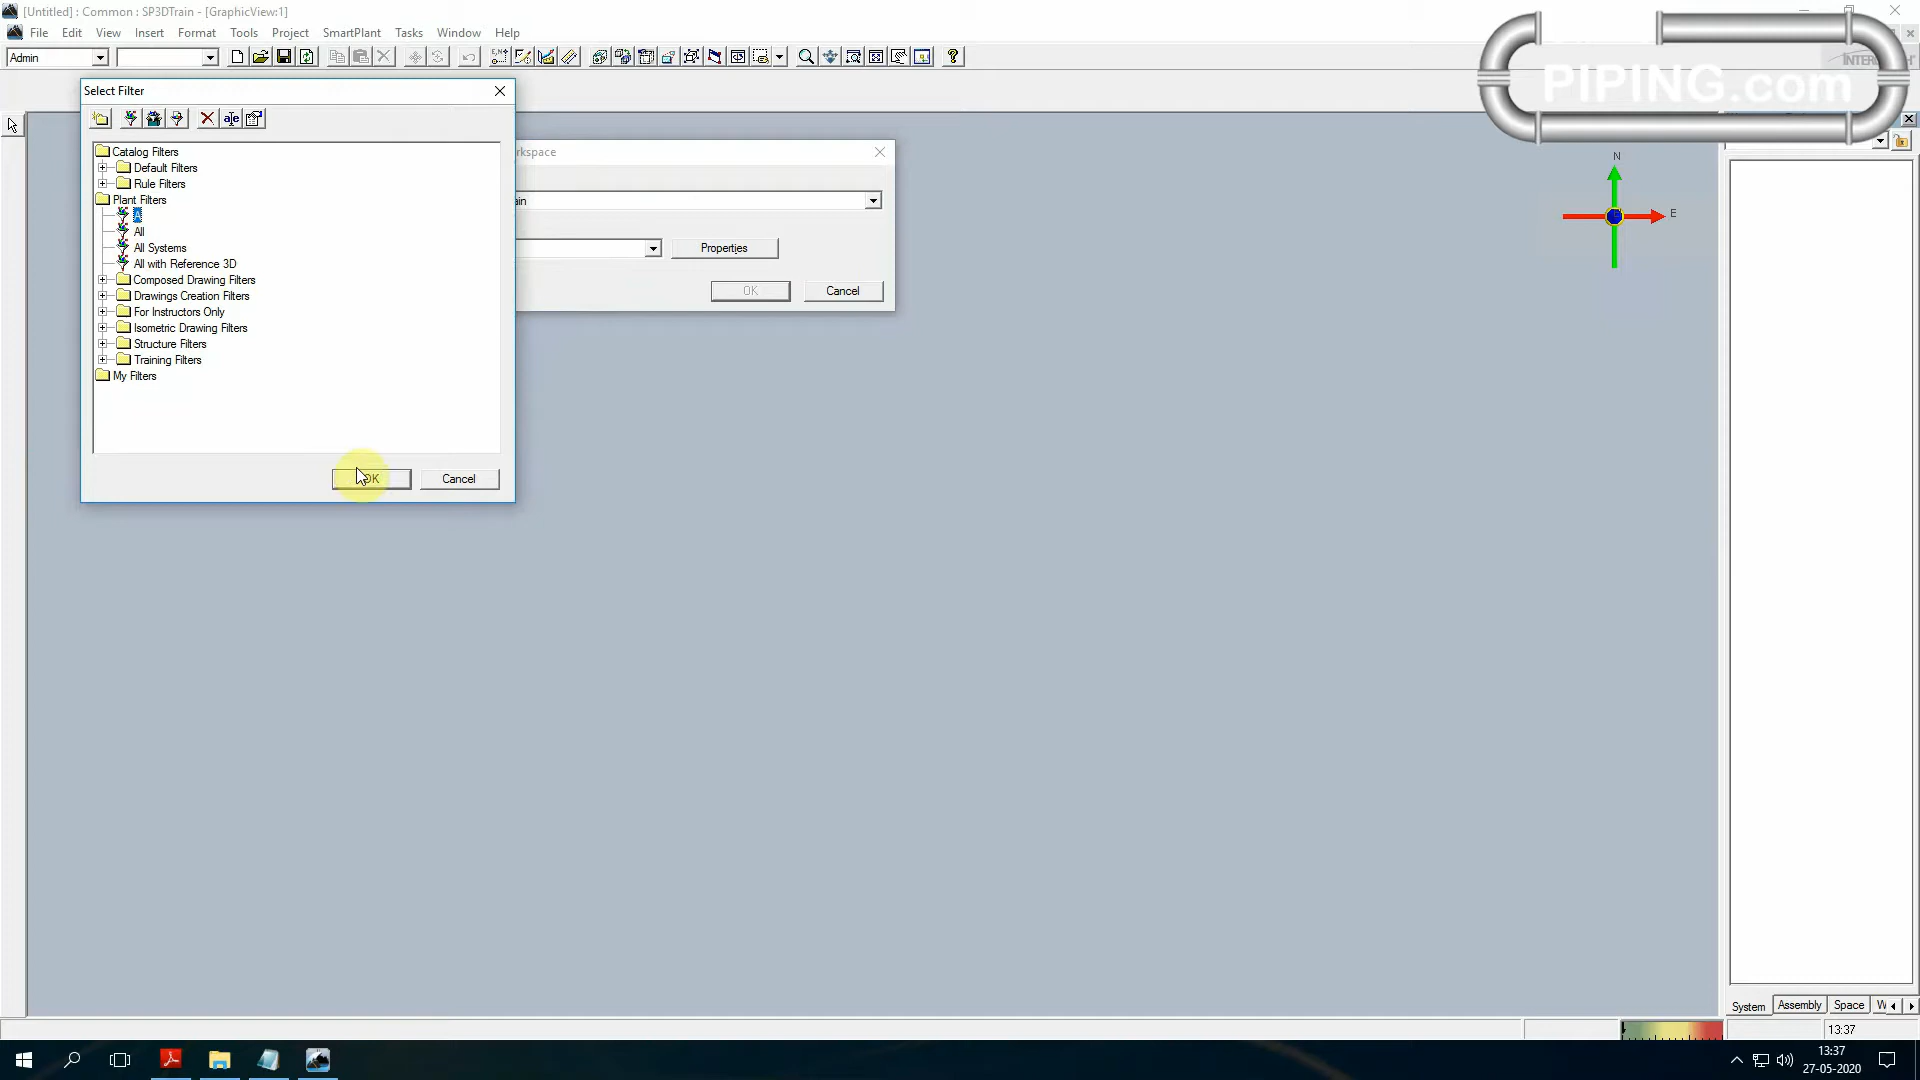 [Untitled] : Common : SP3DTrain - [GraphicView:1]
File Edit View Insert Format Tools Project SmartPlant Tasks Window Help
Admin
PIPING.com
Select Filter
rkspace
Catalog Filters
Default Filters
Rule Filters
Plant Filters
A
All
All Systems
All with Reference 3D
Composed Drawing Filters
Drawings Creation Filters
For Instructors Only
Isometric Drawing Filters
Structure Filters
Training Filters
My Filters
OK Cancel
ain
Properties
OK Cancel
N
E
System Assembly Space W
13:37
13:37
27-05-2020